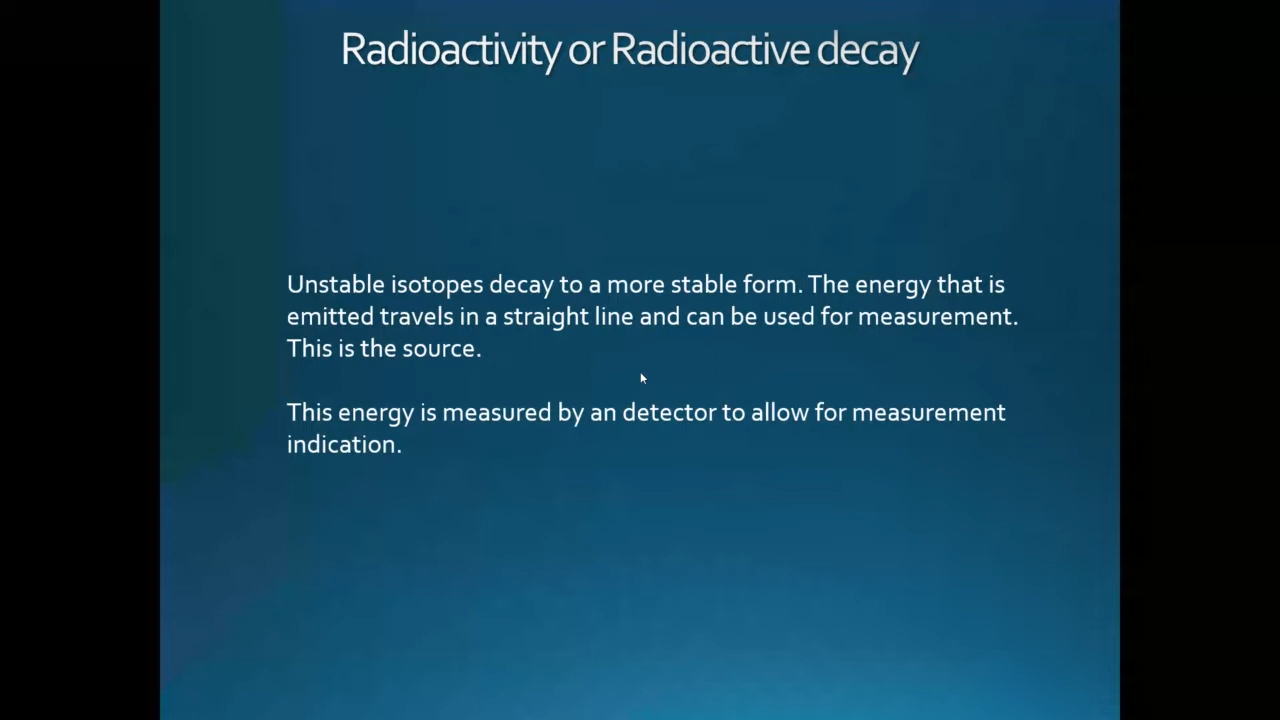 Radioactivity or Radioactive decay
Unstable isotopes decay to a more stable form. The energy that is
emitted travels in a straight line and can be used for measurement.
This is the source.
This energy is measured by an detector to allow for measurement
indication.